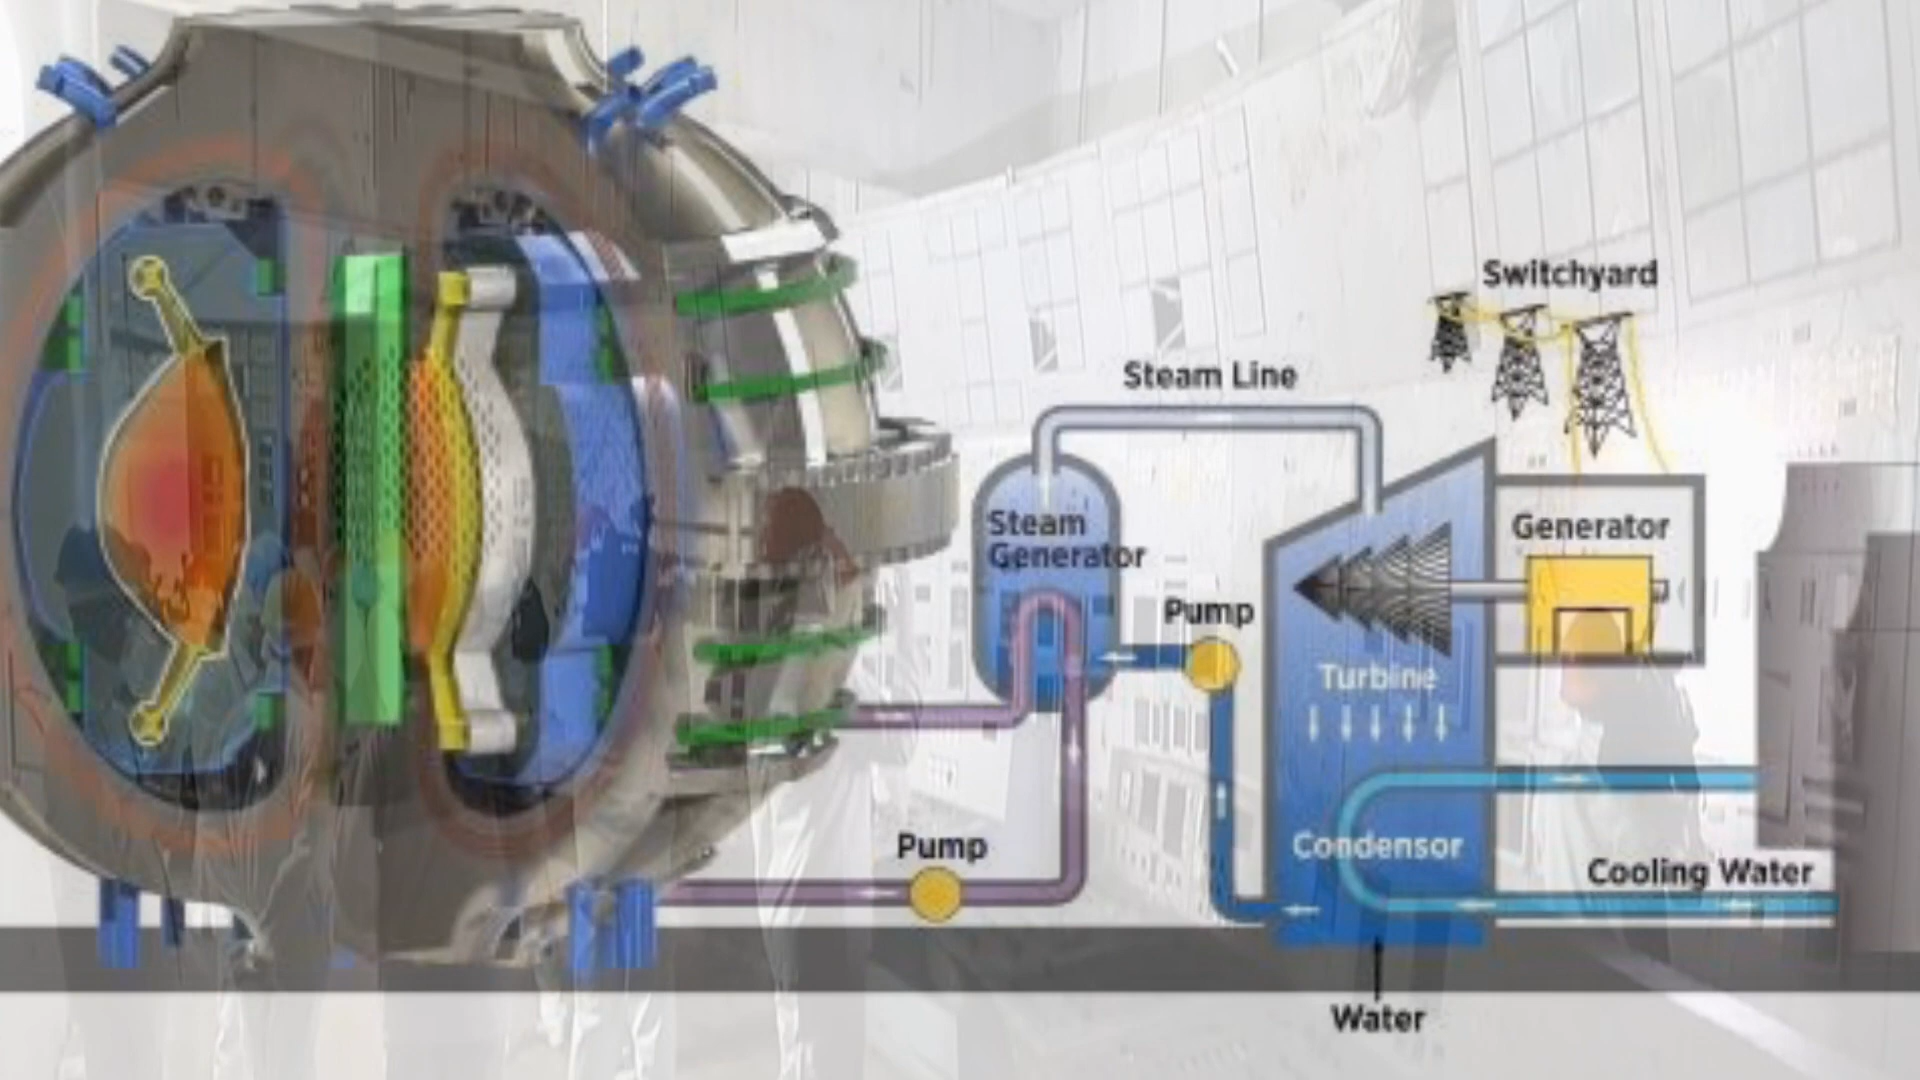 Switchyard
Steam Line
Steam
Generator
Generator
Pump
Turbine
Condensor
Pump
Cooling Water
Water